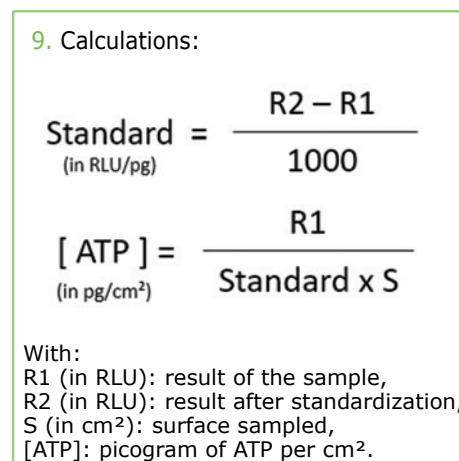 9. Calculations:
Standard = R2 – R1
(in RLU/pg) 1000
[ ATP ] = R1
(in pg/cm²) Standard x S
With:
R1 (in RLU): result of the sample,
R2 (in RLU): result after standardization,
S (in cm²): surface sampled,
[ATP]: picogram of ATP per cm².